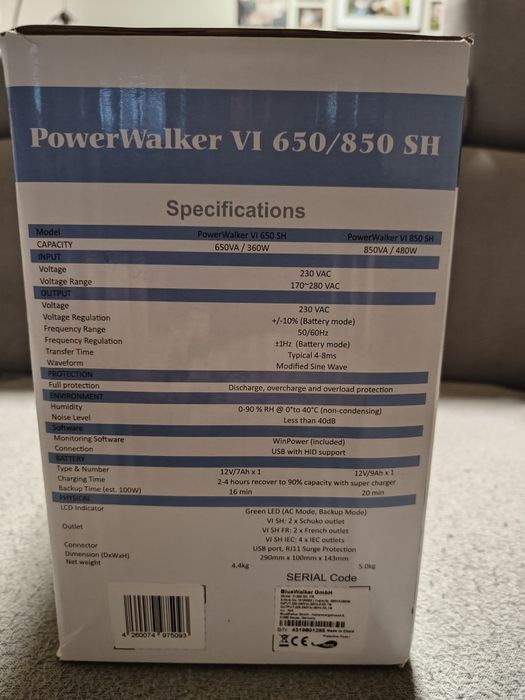 PowerWalker VI 650/850 SH
Specifications
Model PowerWalker VI 650 SH PowerWalker VI 850 SH
CAPACITY 650VA / 360W 850VA / 480W
INPUT
Voltage 230 VAC
Voltage Range 170~280 VAC
OUTPUT
Voltage 230 VAC
Voltage Regulation +/-10% (Battery mode)
Frequency Range 50/60Hz
Frequency Regulation ±1Hz (Battery mode)
Transfer Time Typical 4-8ms
Waveform Modified Sine Wave
PROTECTION
Full protection Discharge, overcharge and overload protection
ENVIRONMENT
Humidity 0-90 % RH @ 0°to 40°C (non-condensing)
Noise Level Less than 40dB
Software
Monitoring Software WinPower (included)
Connection USB with HID support
BATTERY
Type & Number 12V/7Ah x 1 12V/9Ah x 1
Charging Time 2-4 hours recover to 90% capacity with super charger
Backup Time (est. 100W) 16 min 20 min
PHYSICAL
LCD Indicator Green LED (AC Mode, Backup Mode)
Outlet VI SH: 2 x Schuko outlet
VI SH FR: 2 x French outlet
VI SH IEC: 4 x IEC outlets
Connector USB port, RJ11 Surge Protection
Dimension (DxWxH) 290mm x 100mm x 143mm
Net weight 4.4kg 5.0kg
SERIAL Code
BlueWalker GmbH
Made in China
CE
4 260074 975093